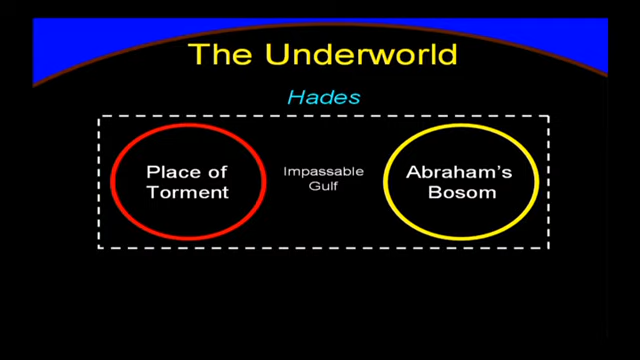 The Underworld
Hades
Place of
Torment
Impassable
Gulf
Abraham's
Bosom